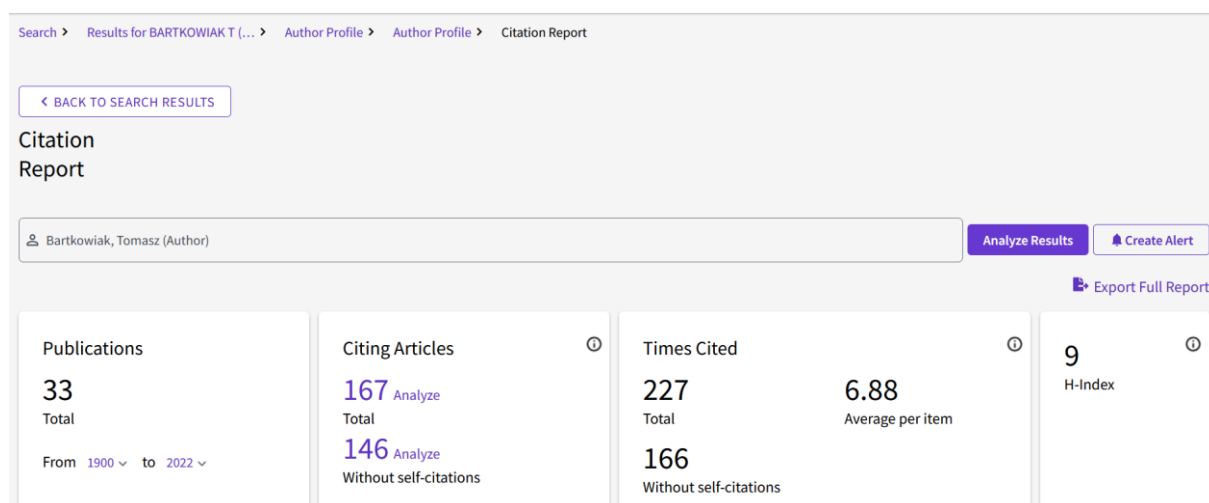 Search > Results for BARTKOWIAK T (... > Author Profile > Author Profile > Citation Report
< BACK TO SEARCH RESULTS
Citation
Report
Bartkowiak, Tomasz (Author)
Analyze Results
Create Alert
Export Full Report
Publications
33
Total
From 1900 to 2022
Citing Articles
167 Analyze
Total
146 Analyze
Without self-citations
Times Cited
227
Total
6.88
Average per item
166
Without self-citations
9
H-Index